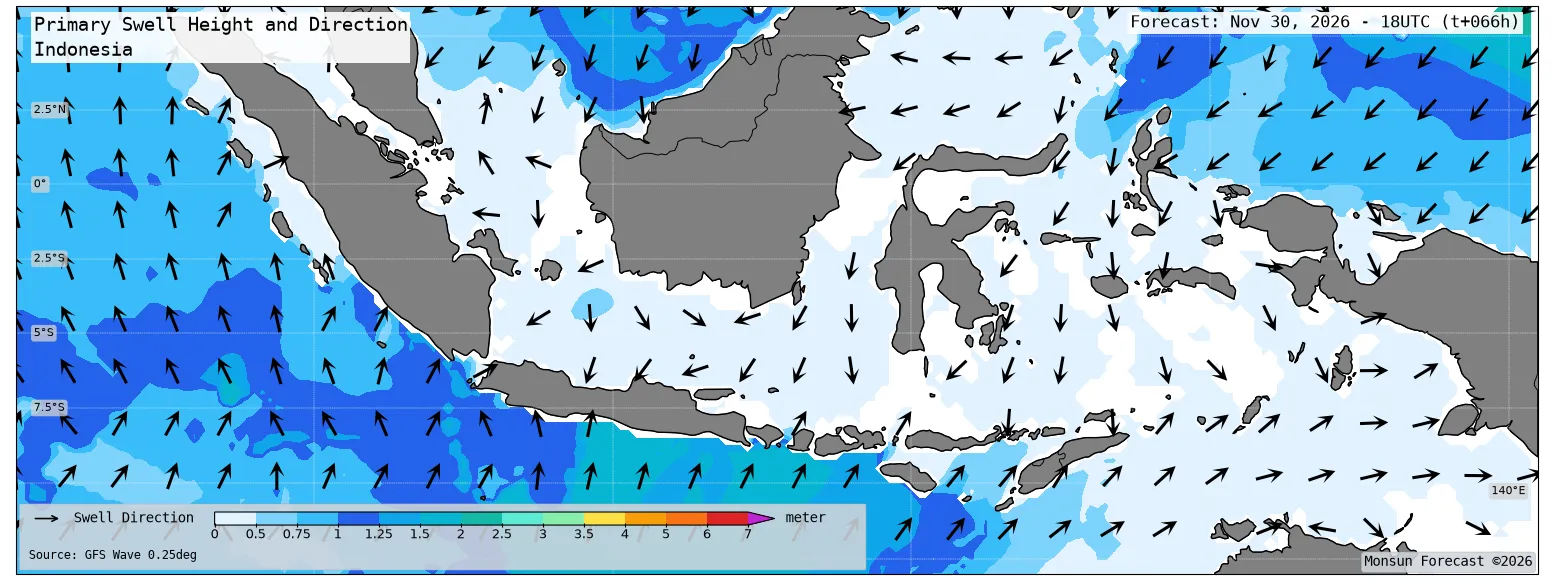 Primary Swell Height and Direction
Indonesia
Forecast: Nov 30, 2026 - 18UTC (t+066h)
2.5°N
0°
2.5°S
5°S
7.5°S
140°E
Swell Direction
meter
0 0.5 0.75 1 1.25 1.5 2 2.5 3 3.5 4 5 6 7
Source: GFS Wave 0.25deg
Monsun Forecast ©2026